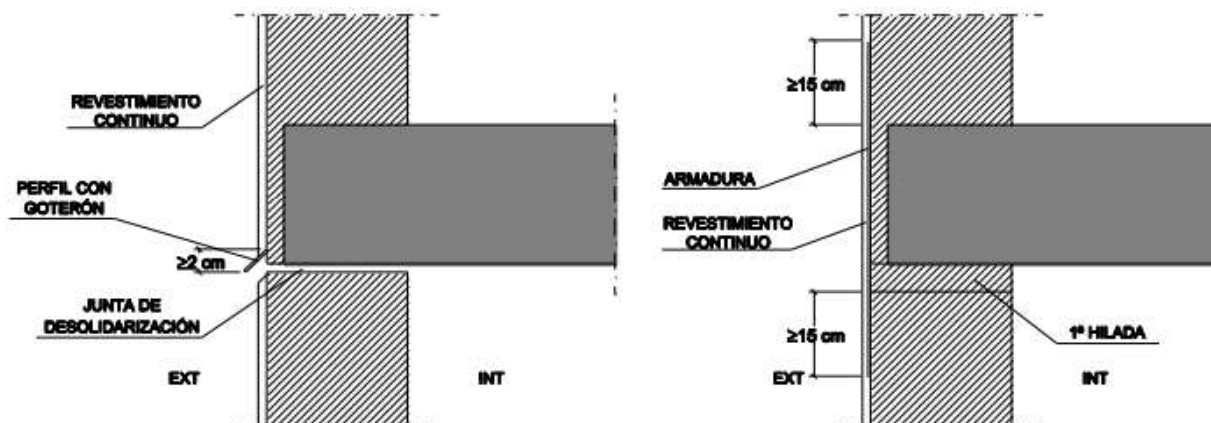 REVESTIMIENTO
CONTINUO
PERFIL CON
GOTERÓN
≥2 cm
JUNTA DE
DESOLIDARIZACIÓN
EXT
INT
≥15 cm
ARMADURA
REVESTIMIENTO
CONTINUO
≥15 cm
1ª HILADA
EXT
INT